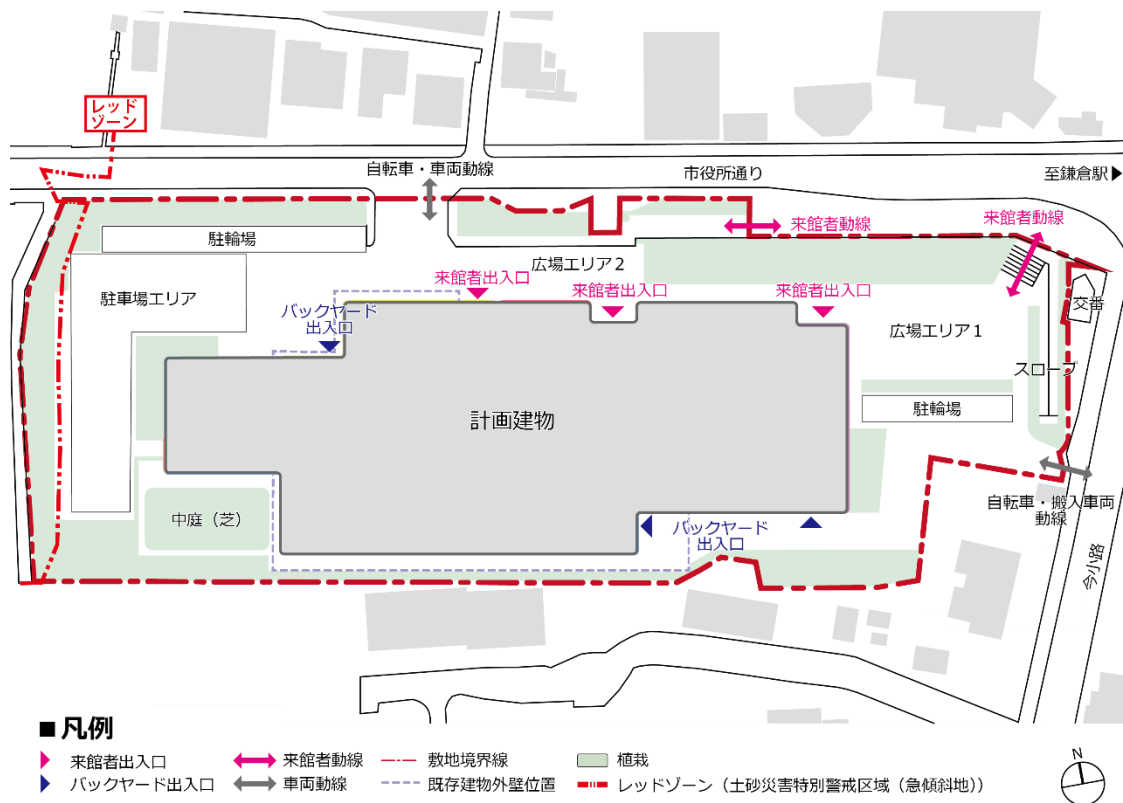 レッド
ゾーン
自転車・車両動線
市役所通り
至鎌倉駅▶
来館者動線
来館者動線
駐輪場
広場エリア2
駐車場エリア
来館者出入口
来館者出入口
来館者出入口
バックヤード
出入口
交番
広場エリア1
スロープ
計画建物
駐輪場
中庭（芝）
バックヤード
出入口
自転車・搬入車両
動線
今小路
■凡例
来館者出入口
来館者動線
敷地境界線
植栽
バックヤード出入口
車両動線
既存建物外壁位置
レッドゾーン（土砂災害特別警戒区域（急傾斜地））
N